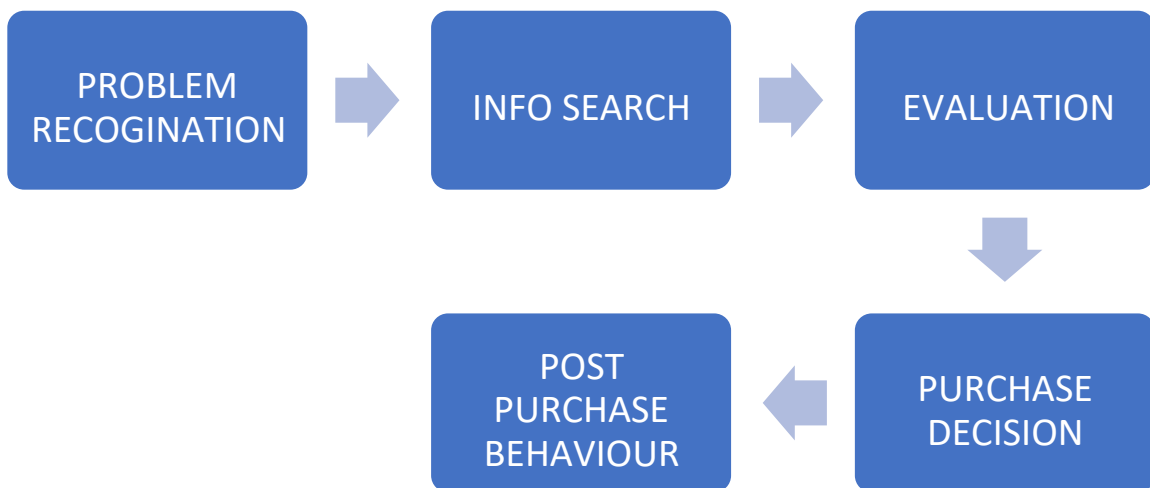 PROBLEM
RECOGINATION
INFO SEARCH
EVALUATION
PURCHASE
DECISION
POST
PURCHASE
BEHAVIOUR